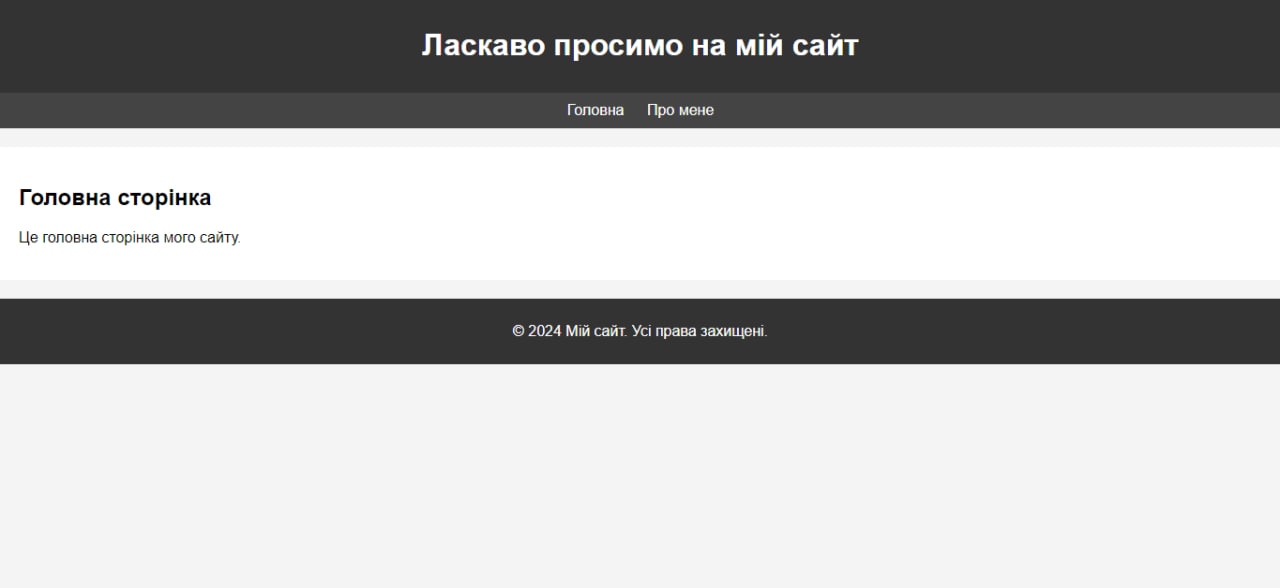 Ласкаво просимо на мій сайт
Головна Про мене
Головна сторінка
Це головна сторінка мого сайту.
© 2024 Мій сайт. Усі права захищені.